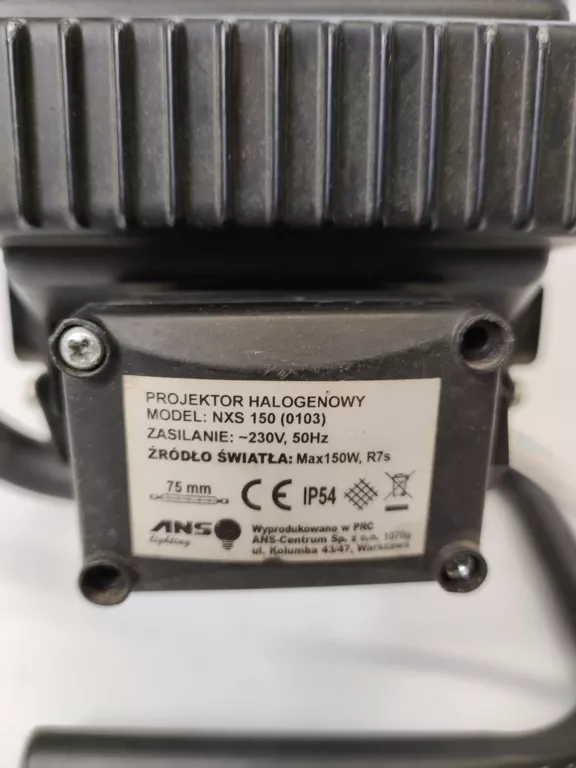 PROJEKTOR HALOGENOWY
MODEL: NXS 150 (0103)
ZASILANIE: ~230V, 50Hz
ŹRÓDŁO ŚWIATŁA: Max150W, R7s
75 mm
CE IP54
ANS
lighting
Wyprodukowano w PRC
ANS-Centrum Sp. z o.o. 1070g
ul. Kolumba 43/47, Warszawa